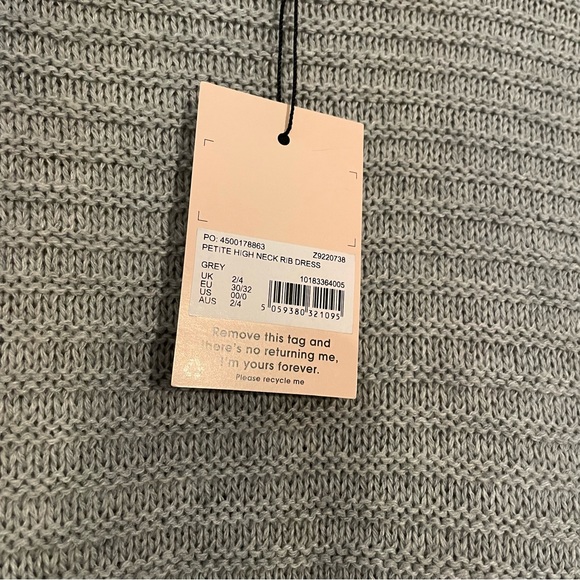 PO: 4500178863 Z9220738
PETITE HIGH NECK RIB DRESS
GREY 10183364005
UK 2/4
EU 30/32
US 00/0
AUS 2/4
5 059380 321095
Remove this tag and
there's no returning me,
I'm yours forever.
Please recycle me